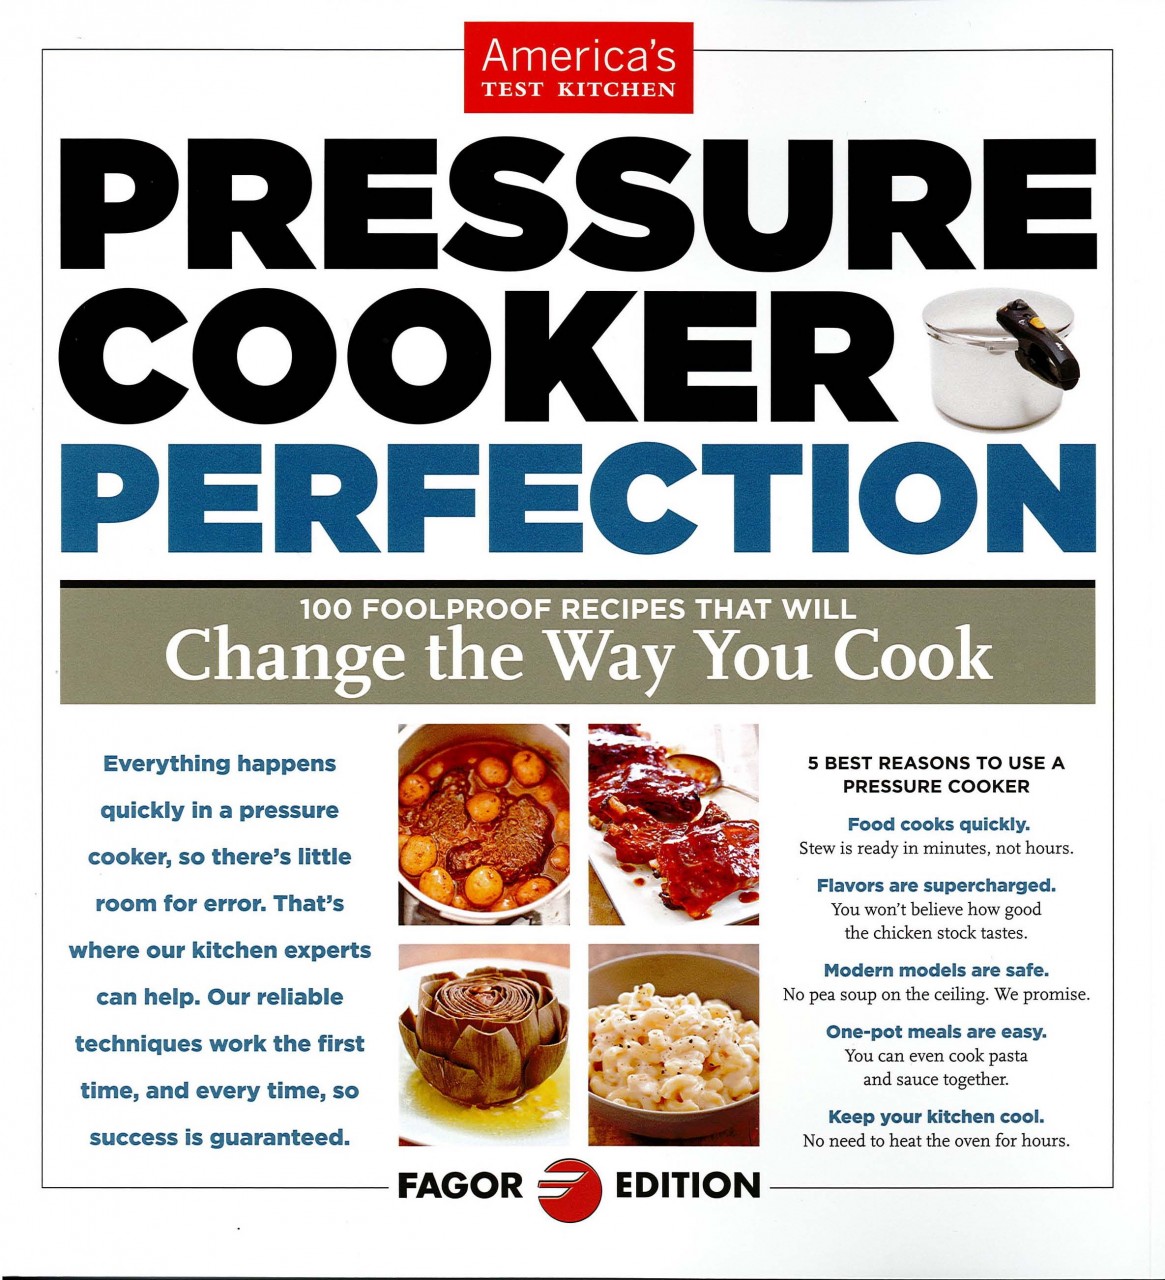 America's
TEST KITCHEN
PRESSURE
COOKER
PERFECTION
100 FOOLPROOF RECIPES THAT WILL
Change the Way You Cook
Everything happens
quickly in a pressure
cooker, so there's little
room for error. That's
where our kitchen experts
can help. Our reliable
techniques work the first
time, and every time, so
success is guaranteed.
5 BEST REASONS TO USE A
PRESSURE COOKER
Food cooks quickly.
Stew is ready in minutes, not hours.
Flavors are supercharged.
You won't believe how good
the chicken stock tastes.
Modern models are safe.
No pea soup on the ceiling. We promise.
One-pot meals are easy.
You can even cook pasta
and sauce together.
Keep your kitchen cool.
No need to heat the oven for hours.
FAGOR EDITION